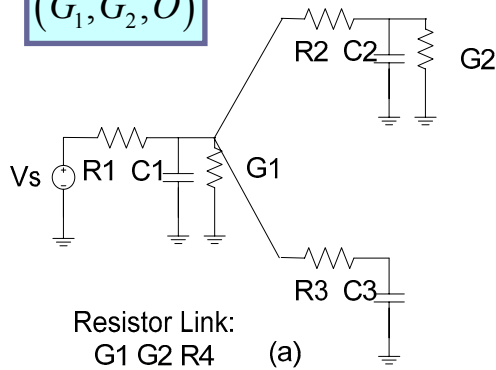 (G₁,G₂,O)
R2 C2 G2
Vs R1 C1 G1
R3 C3
Resistor Link:
G1 G2 R4 (a)